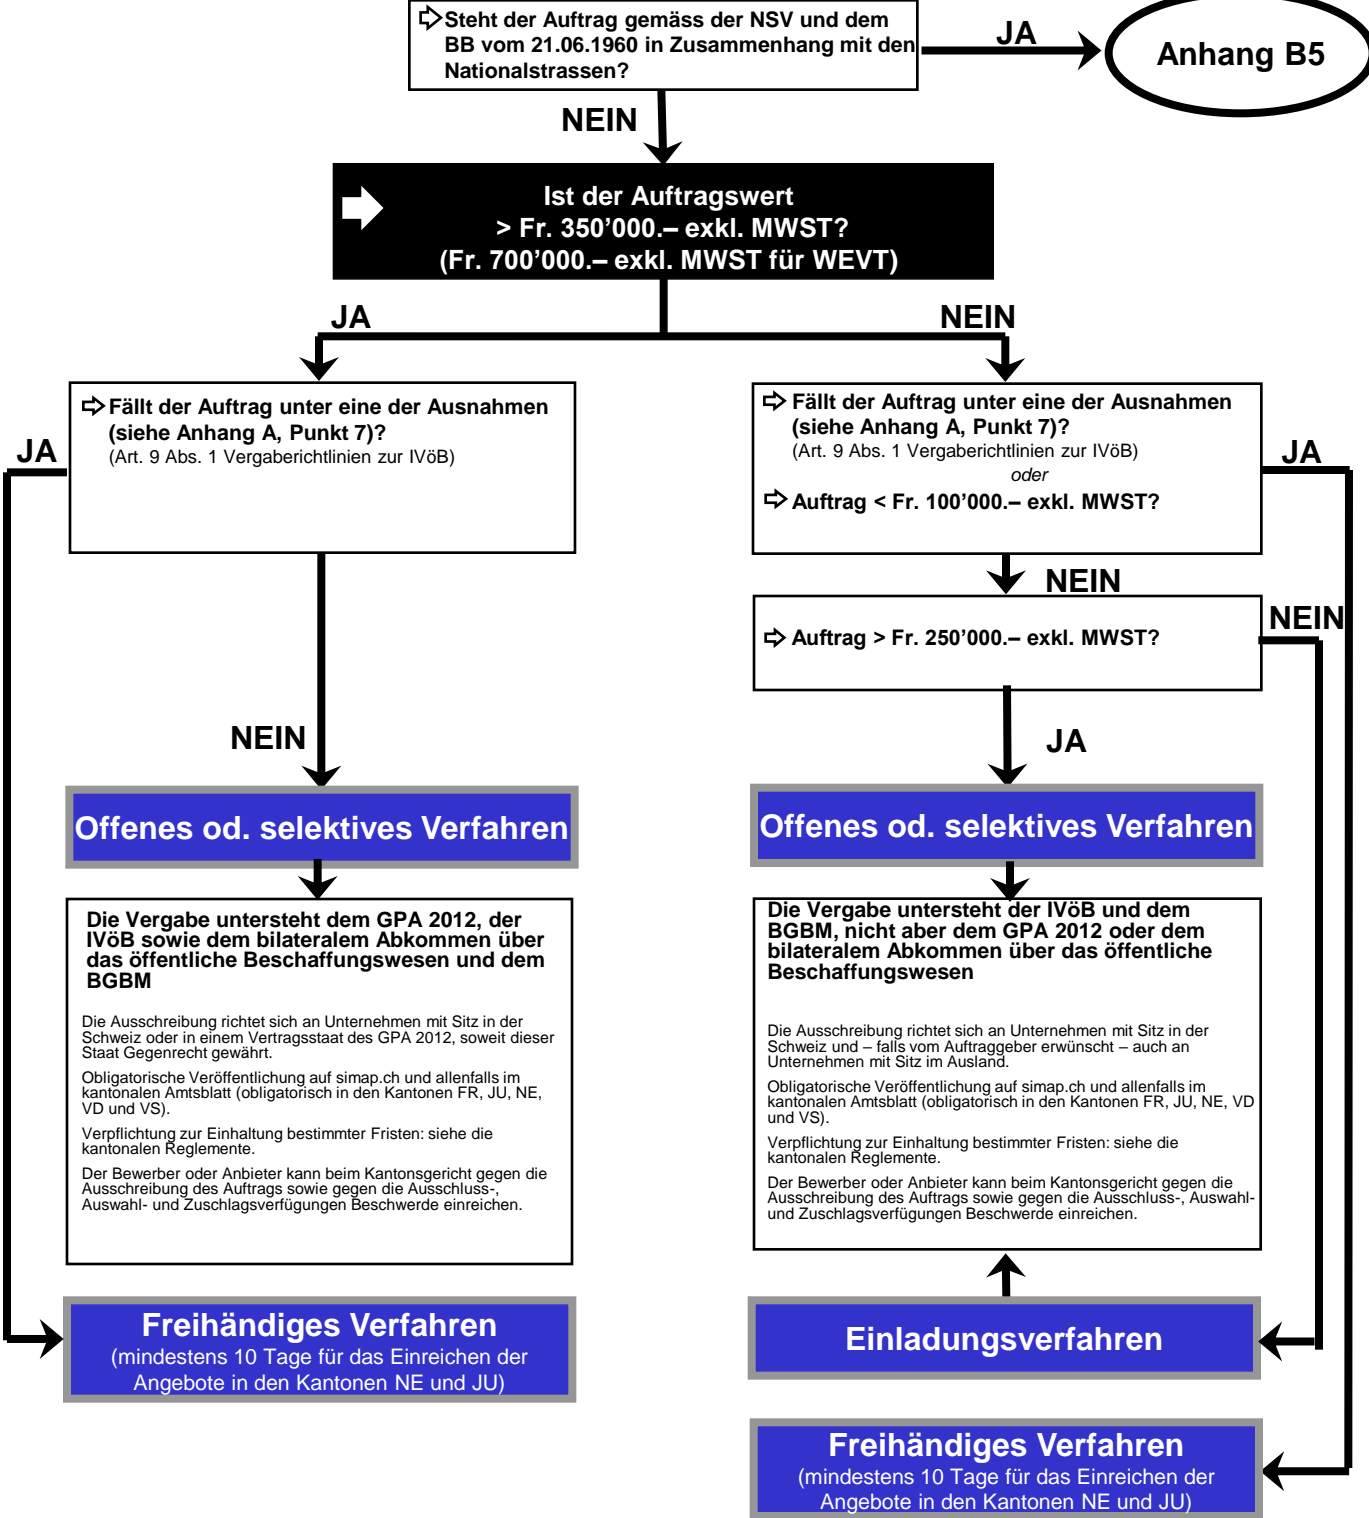 Steht der Auftrag gemäss der NSV und dem
BB vom 21.06.1960 in Zusammenhang mit den
Nationalstrassen?
JA
Anhang B5
NEIN
Ist der Auftragswert
> Fr. 350’000.– exkl. MWST?
(Fr. 700’000.– exkl. MWST für WEVT)
JA
NEIN
Fällt der Auftrag unter eine der Ausnahmen
(siehe Anhang A, Punkt 7)?
(Art. 9 Abs. 1 Vergaberichtlinien zur IVöB)
JA
Fällt der Auftrag unter eine der Ausnahmen
(siehe Anhang A, Punkt 7)?
(Art. 9 Abs. 1 Vergaberichtlinien zur IVöB)
oder
Auftrag < Fr. 100’000.– exkl. MWST?
JA
NEIN
Auftrag > Fr. 250’000.– exkl. MWST?
NEIN
NEIN
JA
Offenes od. selektives Verfahren
Offenes od. selektives Verfahren
Die Vergabe untersteht dem GPA 2012, der
IVöB sowie dem bilateralem Abkommen über
das öffentliche Beschaffungswesen und dem
BGBM
Die Ausschreibung richtet sich an Unternehmen mit Sitz in der
Schweiz oder in einem Vertragsstaat des GPA 2012, soweit dieser
Staat Gegenrecht gewährt.
Obligatorische Veröffentlichung auf simap.ch und allenfalls im
kantonalen Amtsblatt (obligatorisch in den Kantonen FR, JU, NE,
VD und VS).
Verpflichtung zur Einhaltung bestimmter Fristen: siehe die
kantonalen Reglemente.
Der Bewerber oder Anbieter kann beim Kantonsgericht gegen die
Ausschreibung des Auftrags sowie gegen die Ausschluss-,
Auswahl- und Zuschlagsverfügungen Beschwerde einreichen.
Die Vergabe untersteht der IVöB und dem
BGBM, nicht aber dem GPA 2012 oder dem
bilateralem Abkommen über das öffentliche
Beschaffungswesen
Die Ausschreibung richtet sich an Unternehmen mit Sitz in der
Schweiz und – falls vom Auftraggeber erwünscht – auch an
Unternehmen mit Sitz im Ausland.
Obligatorische Veröffentlichung auf simap.ch und allenfalls im
kantonalen Amtsblatt (obligatorisch in den Kantonen FR, JU, NE, VD
und VS).
Verpflichtung zur Einhaltung bestimmter Fristen: siehe die
kantonalen Reglemente.
Der Bewerber oder Anbieter kann beim Kantonsgericht gegen die
Ausschreibung des Auftrags sowie gegen die Ausschluss-, Auswahl-
und Zuschlagsverfügungen Beschwerde einreichen.
Freihändiges Verfahren
(mindestens 10 Tage für das Einreichen der
Angebote in den Kantonen NE und JU)
Einladungsverfahren
Freihändiges Verfahren
(mindestens 10 Tage für das Einreichen der
Angebote in den Kantonen NE und JU)